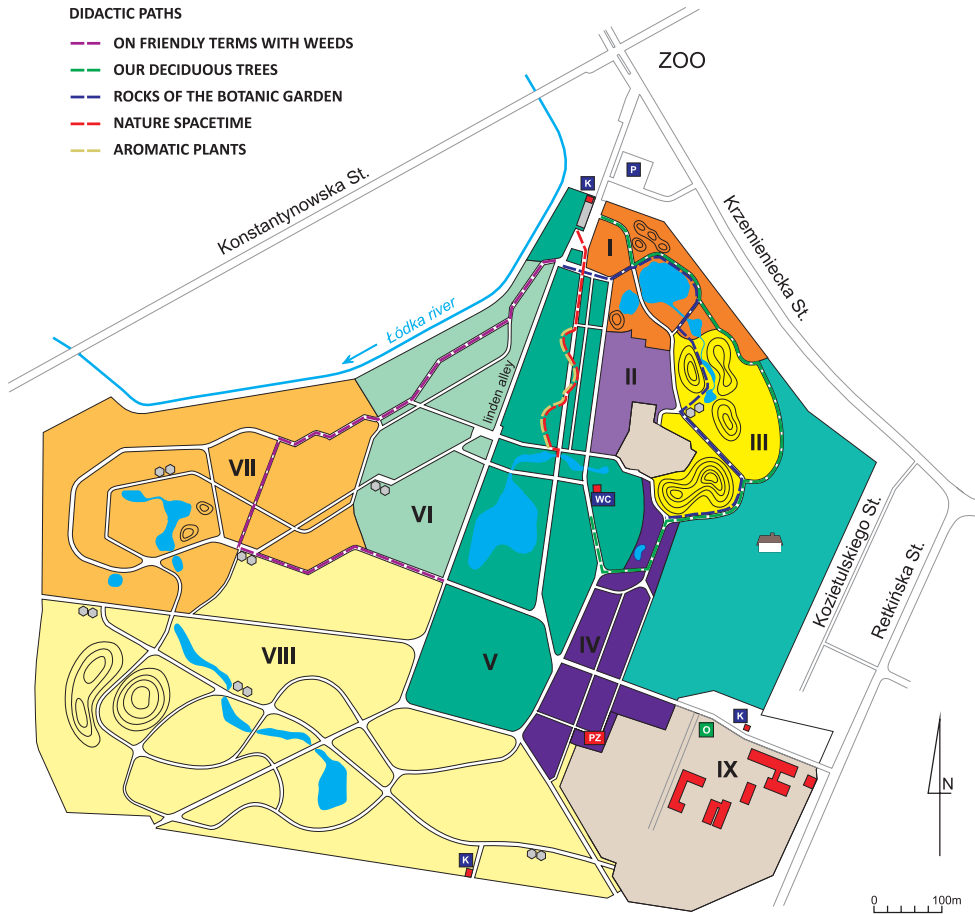 DIDACTIC PATHS
ON FRIENDLY TERMS WITH WEEDS
OUR DECIDUOUS TREES
ROCKS OF THE BOTANIC GARDEN
NATURE SPACETIME
AROMATIC PLANTS
ZOO
Konstantynowska St.
P
K
Krzemieniecka St.
I
Łódka river
linden alley
II
III
VII
VI
WC
Kozietulskiego St.
Retkińska St.
VIII
V
IV
K
O
PZ
IX
N
K
0 100m